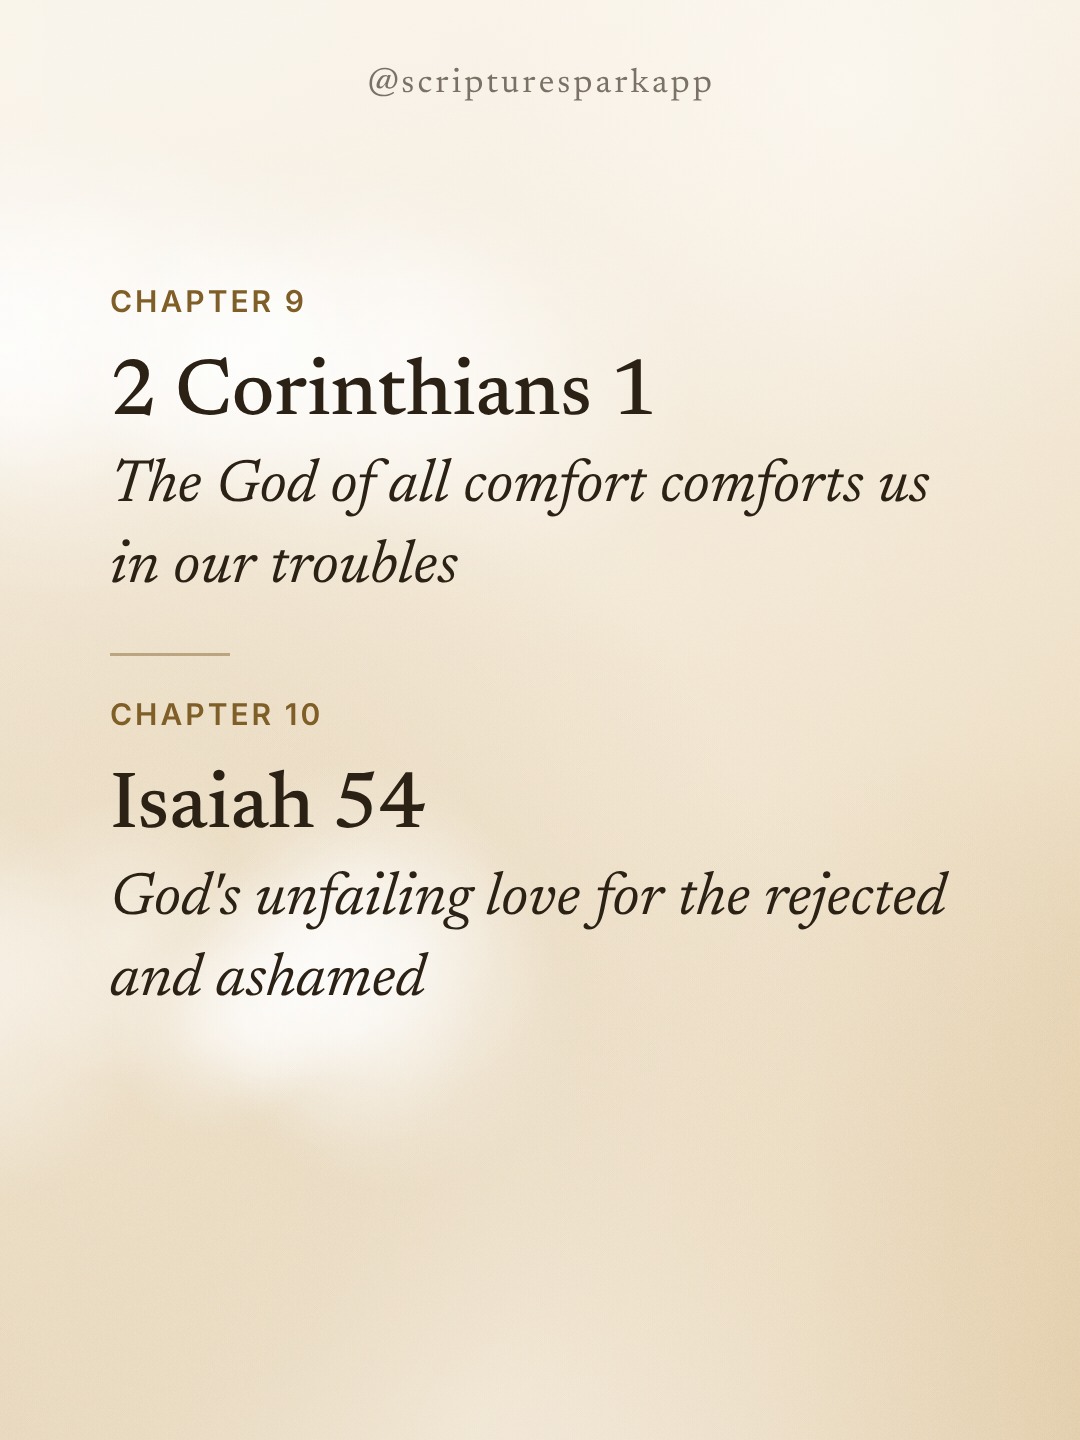 @scripturesparkapp
CHAPTER 9
2 Corinthians 1
The God of all comfort comforts us
in our troubles
CHAPTER 10
Isaiah 54
God's unfailing love for the rejected
and ashamed